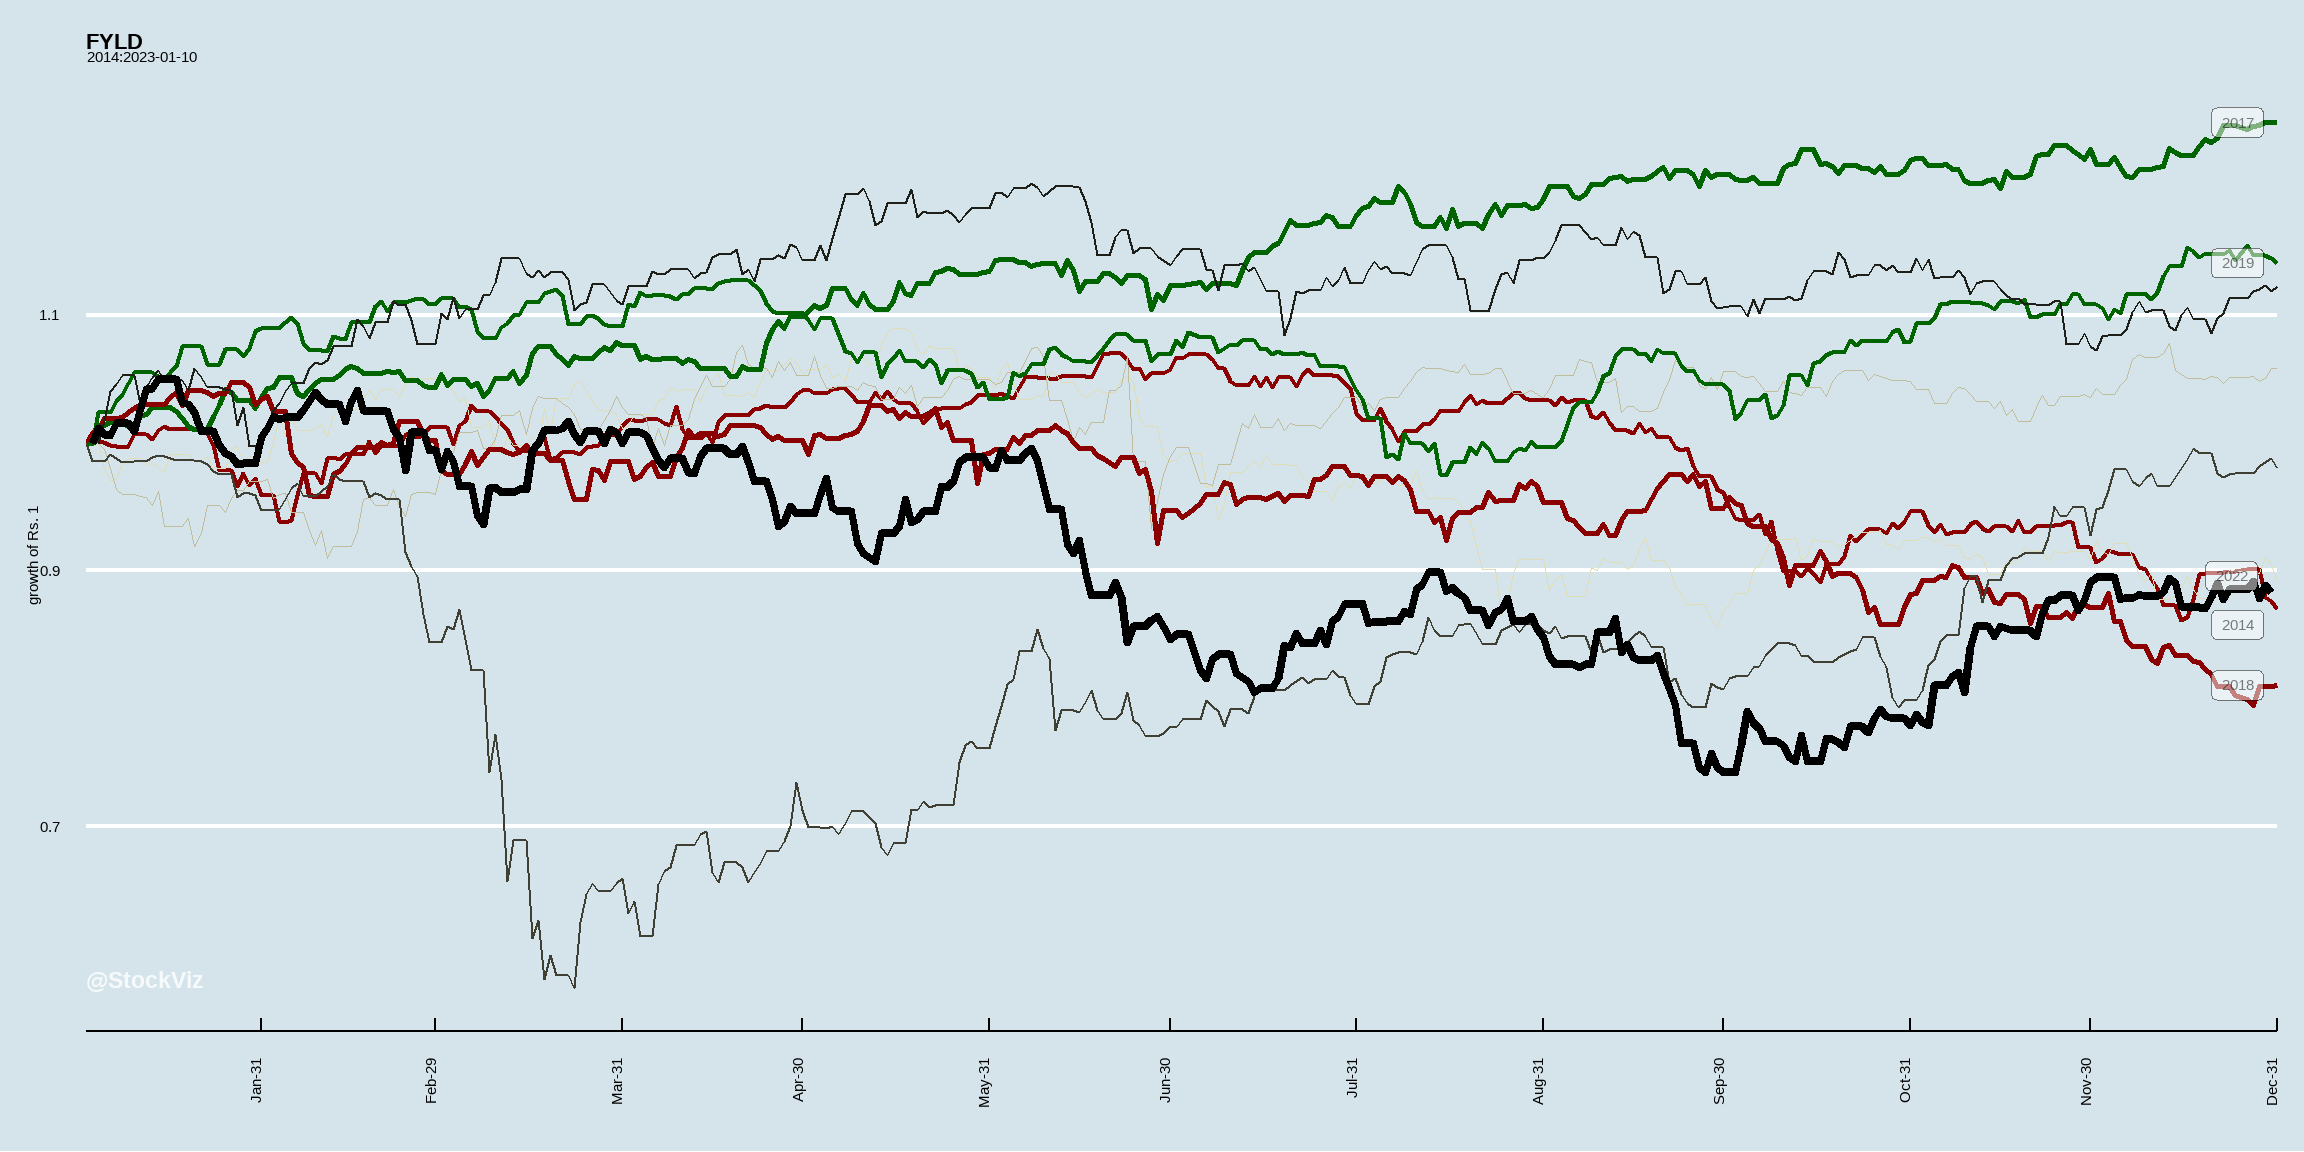 FYLD
2014:2023-01-10
2017
2019
1.1
growth of Rs. 1
0.9
2022
2014
2018
0.7
@StockViz
Jan-31
Feb-29
Mar-31
Apr-30
May-31
Jun-30
Jul-31
Aug-31
Sep-30
Oct-31
Nov-30
Dec-31